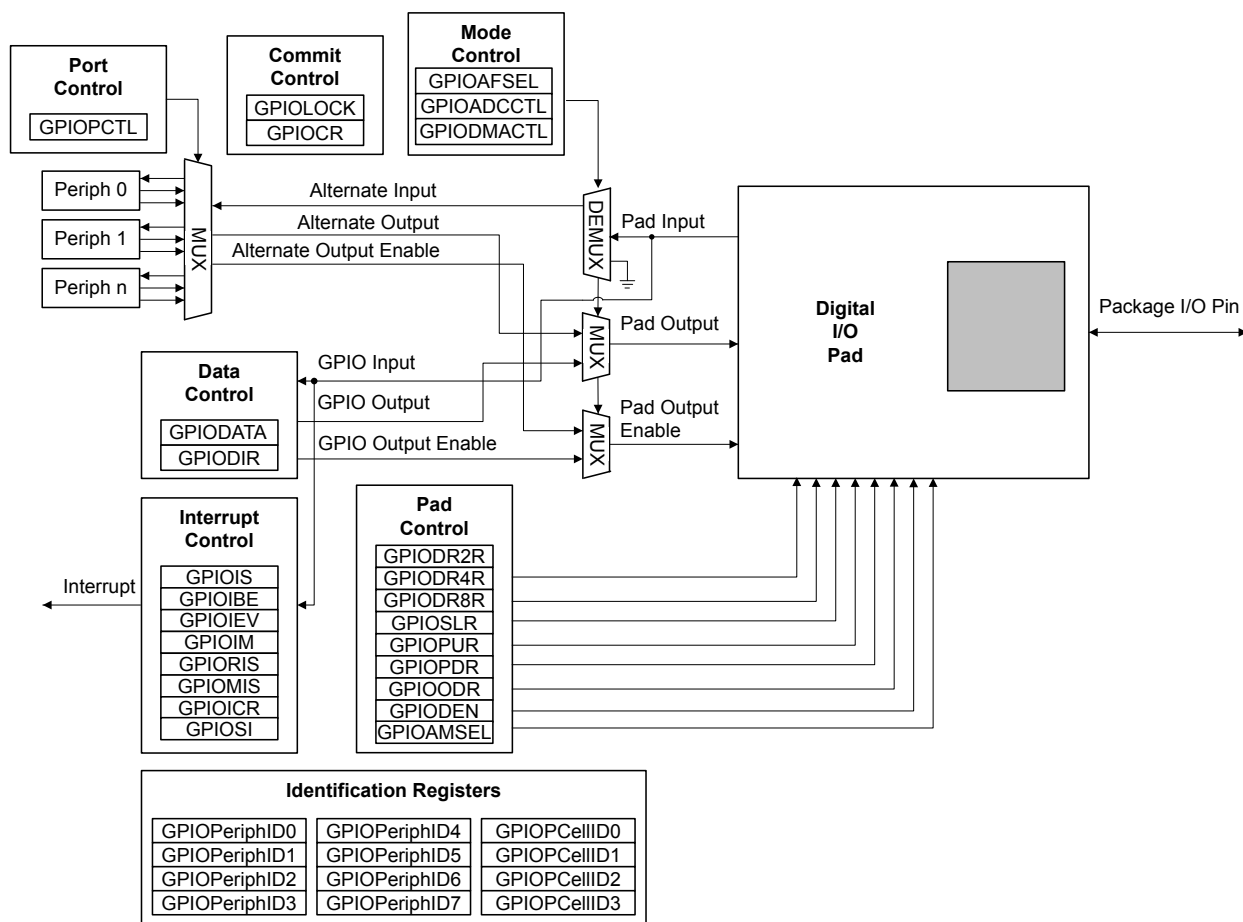 Port
Control
GPIOPCTL
Commit
Control
GPIOLOCK
GPIOCR
Mode
Control
GPIOAFSEL
GPIOADCCTL
GPIODMACTL
Periph 0
Periph 1
Periph n
MUX
Alternate Input
Alternate Output
Alternate Output Enable
DEMUX
Pad Input
MUX
Pad Output
MUX
Pad Output
Enable
Digital
I/O
Pad
Package I/O Pin
Data
Control
GPIODATA
GPIODIR
GPIO Input
GPIO Output
GPIO Output Enable
Interrupt
Control
GPIOIS
GPIOIBE
GPIOIEV
GPIOIM
GPIORIS
GPIOMIS
GPIOICR
GPIOSI
Interrupt
Pad
Control
GPIODR2R
GPIODR4R
GPIODR8R
GPIOSLR
GPIOPUR
GPIOPDR
GPIOODR
GPIODEN
GPIOAMSEL
Identification Registers
GPIOPeriphID0
GPIOPeriphID1
GPIOPeriphID2
GPIOPeriphID3
GPIOPeriphID4
GPIOPeriphID5
GPIOPeriphID6
GPIOPeriphID7
GPIOPCellID0
GPIOPCellID1
GPIOPCellID2
GPIOPCellID3